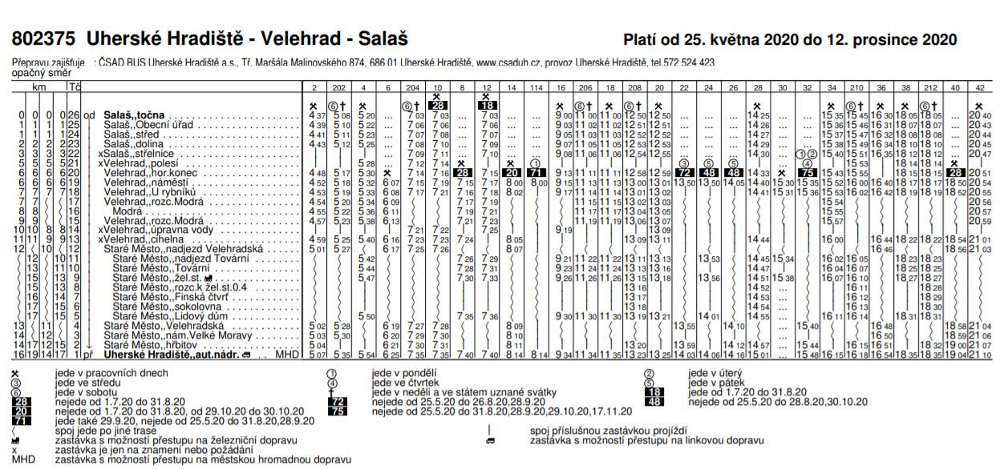 802375 Uherské Hradiště - Velehrad - Salaš Platí od 25. května 2020 do 12. prosince 2020
Přepravu zajišťuje : ČSAD BUS Uherské Hradiště a.s., Tř. Maršála Malinovského 874, 686 01 Uherské Hradiště, www.csaduh.cz, provoz Uherské Hradiště, tel.572 524 423
opačný směr
km Tč 2 202 4 6 204 10 8 12 14 114 16 206 18 208 20 22 24 26 28 30 32 34 210 36 38 212 40 42
⚒ ⑥ † ⚒ ⑥ † ⚒ 28 ⚒ 18 ⚒ ⑥ † ⚒ ⑥ † ⚒ ⚒ ⚒ ⑥ † ⚒ ⚒ ⑥ † ⚒
0 0 0 0 26 od Salaš,,točna 4 37 5 08 5 20 ... 7 03 7 03 ... 7 03 ... ... 9 00 11 00 11 00 12 50 12 50 ... ... ... 14 25 ... ... 15 35 15 45 16 30 18 05 18 05 ... 20 40
1 1 1 1 25 Salaš,,Obecní úřad 4 39 5 10 5 22 ... 7 06 7 06 ... 7 06 ... ... 9 03 11 03 11 03 12 51 12 51 ... ... ... 14 26 ... ... 15 36 15 46 16 31 18 07 18 07 ... 20 43
1 1 1 1 24 Salaš,,střed 4 41 5 11 5 23 ... 7 08 7 08 ... 7 08 ... ... 9 05 11 03 11 03 12 52 12 52 ... ... ... 14 27 ... ... 15 37 15 47 16 32 18 08 18 08 ... 20 44
2 2 2 2 23 Salaš,,dolina 4 43 5 12 5 25 ... 7 08 7 10 ... 7 09 ... ... 9 07 11 05 11 05 12 53 12 53 ... ... ... 14 29 ... ... 15 38 15 49 16 34 18 10 18 10 ... 20 45
3 3 3 3 22 xSalaš,,střelnice | | | ... 7 09 | ... 7 10 ... ... 9 08 11 06 11 06 12 54 12 55 ... ... ... 14 30 ... ① ② 15 40 15 51 16 35 18 12 18 12 ... 20 47
5 5 5 5 21 xVelehrad,,polesí | | 5 28 ... 7 12 7 14 ... | ... ① | | | | | ③ ⑤ ⑤ | ... ④ | 15 53 | 18 14 18 14 ... |
6 6 6 6 20 Velehrad,,hor.konec 4 48 5 17 5 30 ⚒ 7 14 7 16 28 7 15 20 71 9 13 11 11 11 11 12 58 12 59 72 48 48 14 33 ⚒ 75 15 43 15 55 | 18 15 18 15 28 20 51
6 6 6 6 19 Velehrad,,náměstí 4 52 5 18 5 32 6 07 7 15 7 19 7 15 7 17 8 00 8 00 9 15 11 13 11 13 13 00 13 01 13 50 13 50 14 05 14 39 15 30 15 35 15 52 16 00 16 40 18 17 18 17 18 50 20 54
7 7 7 7 18 Velehrad,,U rybníků 4 53 5 19 5 33 6 08 7 17 7 21 7 16 7 18 8 02 | 9 17 11 14 11 14 13 01 13 02 | | | 14 41 15 31 15 36 15 53 16 02 16 42 18 19 18 19 18 52 20 55
7 7 17 Velehrad,,rozc.Modrá 4 54 5 20 5 34 6 09 7 17 7 19 11 15 11 15 13 02 13 03 15 54 20 56
8 8 16 Modrá 4 55 5 22 5 36 6 11 7 19 7 21 11 17 11 17 13 04 13 05 15 55 20 57
9 9 15 Velehrad,,rozc.Modrá 4 57 5 23 5 38 6 13 7 21 7 23 11 19 11 19 13 06 13 07 15 57 20 59
10 10 8 8 14 xVelehrad,,úpravna vody | | | | 7 21 7 22 | 7 25 | | 9 19 | | | 13 09
11 11 9 9 13 xVelehrad,,cihelna 4 59 5 25 5 40 6 16 7 23 7 23 7 24 | 8 05 13 09 13 11 14 44 16 00 16 44 18 22 18 22 18 54 21 01
12 10 12 Staré Město,,nadjezd Velehradská 5 01 5 27 6 17 7 25 7 26 8 07 16 46 18 56 21 03
12 10 11 Staré Město,,nadjezd Tovární 5 42 7 26 7 29 9 21 11 22 11 22 13 11 13 13 13 53 14 45 15 34 16 02 16 05 18 23 18 23
13 11 10 Staré Město,,Tovární 5 44 7 28 7 31 9 23 11 24 11 24 13 13 13 15 | 14 47 | 16 05 16 07 18 25 18 25
15 13 9 Staré Město,,žel.st. 5 47 7 30 7 33 9 26 11 26 11 26 13 15 13 18 13 56 14 51 15 38 16 07 16 10 18 27 18 27
15 13 8 Staré Město,,rozc.k žel.st.0.4 13 16 14 52 ... 16 11 18 28
16 14 7 Staré Město,,Finská čtvrť 13 17 14 53 ... 16 12 18 29
17 15 6 Staré Město,,sokolovna 13 18 14 54 ... 16 13 18 30
17 15 5 Staré Město,,Lidový dům 5 50 7 35 7 36 9 30 11 30 11 30 13 19 13 21 14 01 14 55 ... 16 11 16 14 18 31 18 31
13 11 4 Staré Město,,Velehradská 5 02 5 28 6 19 7 27 7 28 8 09 13 55 14 10 ... 15 40 16 48 18 58 21 04
14 12 3 Staré Město,,nám.Velké Moravy 5 03 5 30 6 20 7 29 7 30 8 10 | | ... | 16 50 18 59 21 06
14 17 12 15 2 Staré Město,,hřbitov 5 04 | | 6 21 7 30 7 31 | | 8 11 13 20 13 59 14 12 14 57 ... 15 44 16 15 16 51 18 32 19 00 21 07
16 19 14 17 1 př Uherské Hradiště,,aut.nádr. MHD 5 07 5 35 5 54 6 25 7 35 7 35 7 40 7 40 8 14 8 14 9 34 11 34 11 35 13 23 13 25 14 03 14 06 14 16 15 01 ... 15 48 16 15 16 18 16 54 18 35 18 35 19 04 21 10
⚒ jede v pracovních dnech ① jede v pondělí ② jede v úterý
③ jede ve středu ④ jede ve čtvrtek ⑤ jede v pátek
⑥ jede v sobotu † jede v neděli a ve státem uznané svátky 18 jede od 1.7.20 do 31.8.20
28 nejede od 1.7.20 do 31.8.20 72 nejede od 25.5.20 do 26.8.20,28.9.20 48 nejede od 25.5.20 do 28.8.20,30.10.20
20 nejede od 1.7.20 do 31.8.20, od 29.10.20 do 30.10.20 75 nejede od 25.5.20 do 31.8.20,28.9.20,29.10.20,17.11.20
71 jede také 29.9.20, nejede od 25.5.20 do 31.8.20,28.9.20
spoj jede po jiné trase | spoj příslušnou zastávkou projíždí
zastávka s možností přestupu na železniční dopravu zastávka s možností přestupu na linkovou dopravu
x zastávka je jen na znamení nebo požádání
MHD zastávka s možností přestupu na městskou hromadnou dopravu